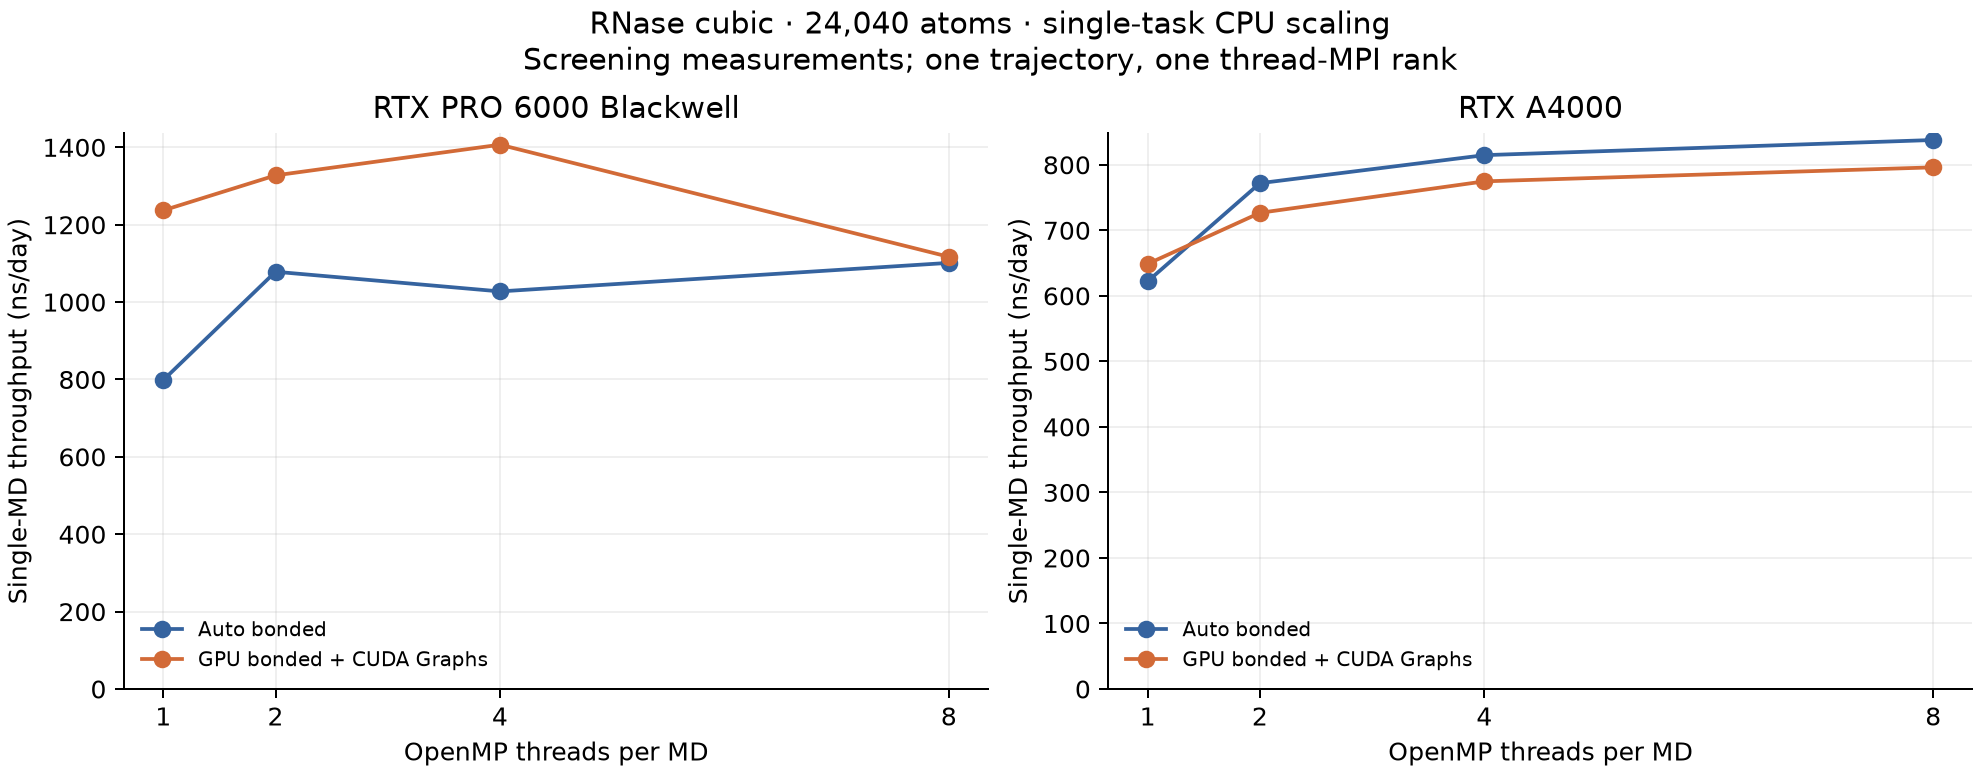 RNase cubic · 24,040 atoms · single-task CPU scaling
Screening measurements; one trajectory, one thread-MPI rank
RTX PRO 6000 Blackwell
Single-MD throughput (ns/day)
1400
1200
1000
800
600
400
200
0
Auto bonded
GPU bonded + CUDA Graphs
1 2 4 8
OpenMP threads per MD
RTX A4000
Single-MD throughput (ns/day)
800
700
600
500
400
300
200
100
0
Auto bonded
GPU bonded + CUDA Graphs
1 2 4 8
OpenMP threads per MD